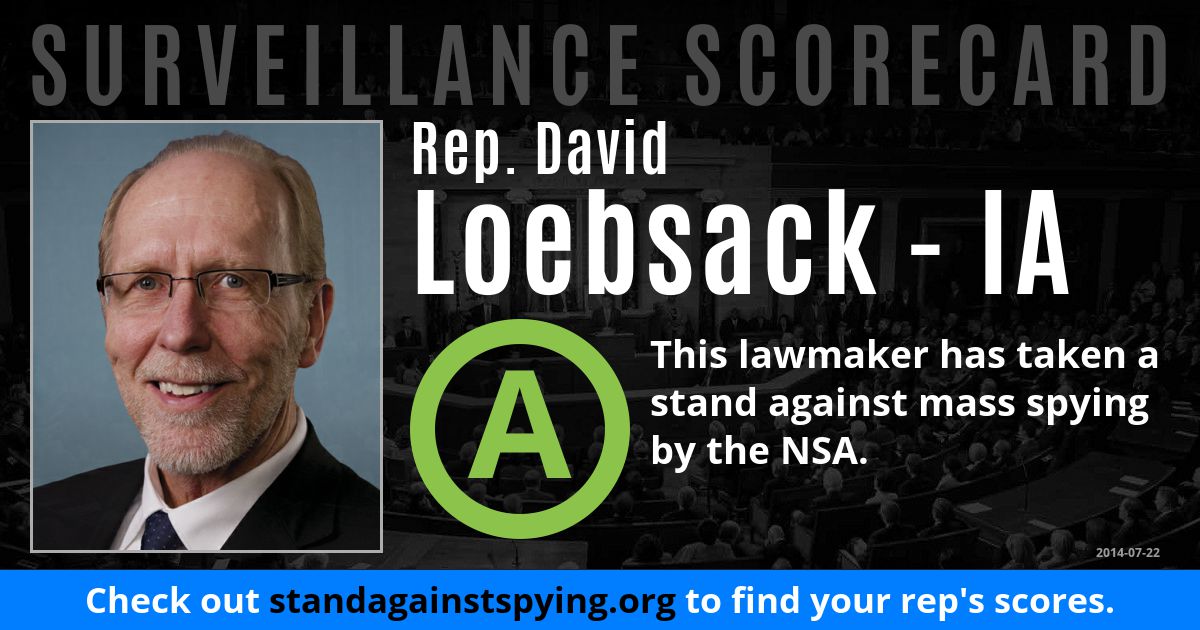 SURVEILLANCE SCORECARD
Rep. David
Loebsack - IA
A
This lawmaker has taken a
stand against mass spying
by the NSA.
2014-07-22
Check out standagainstspying.org to find your rep's scores.